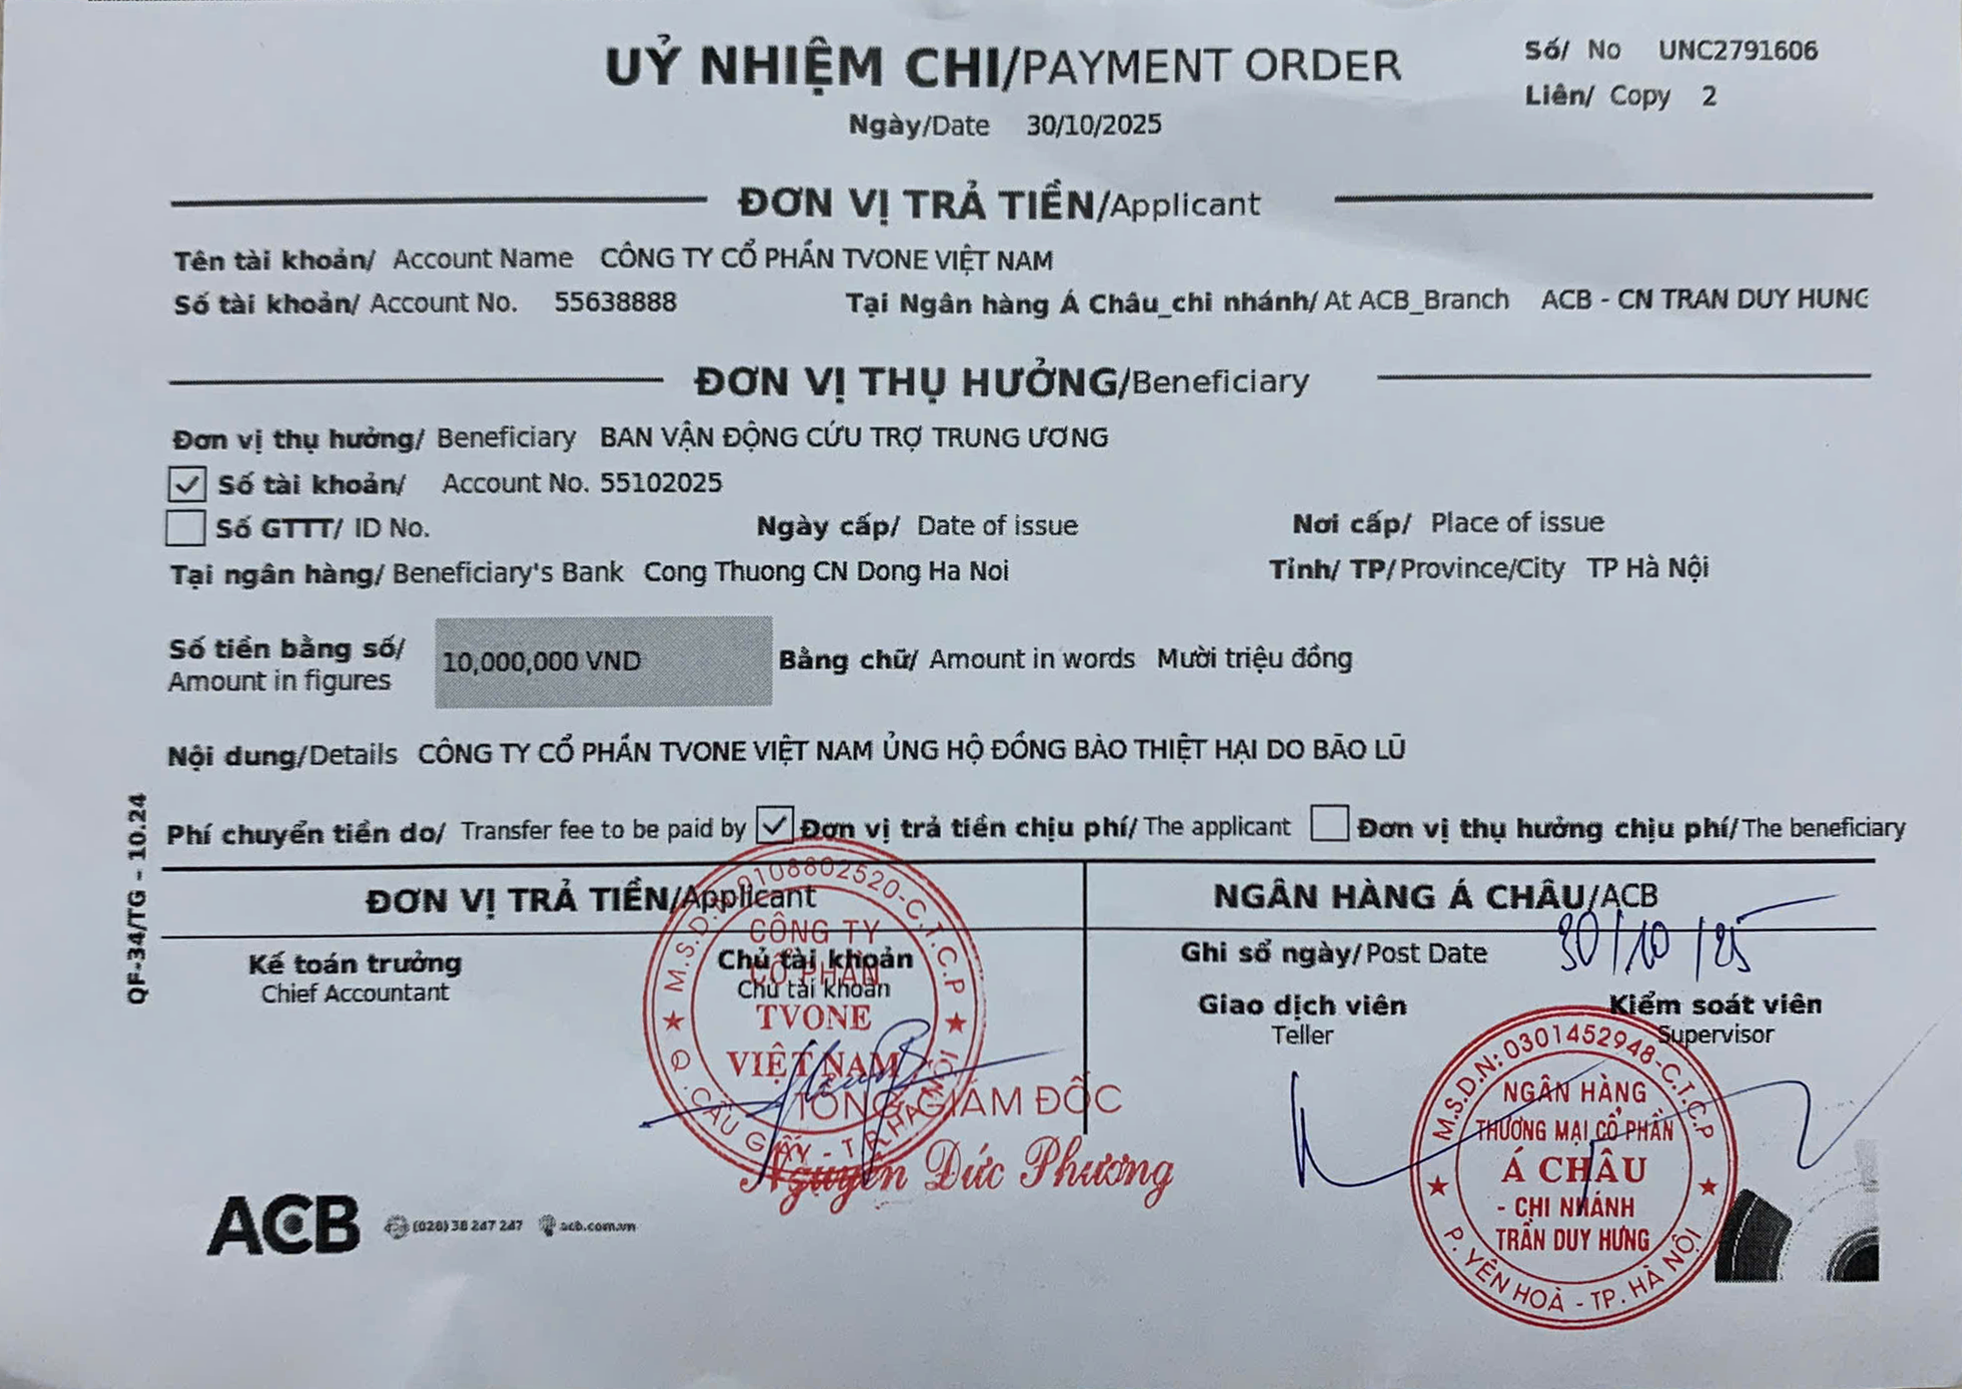 UỶ NHIỆM CHI/PAYMENT ORDER
Số/ No UNC2791606
Liên/ Copy 2
Ngày/Date 30/10/2025
ĐƠN VỊ TRẢ TIỀN/Applicant
Tên tài khoản/ Account Name CÔNG TY CỔ PHẦN TVONE VIỆT NAM
Số tài khoản/ Account No. 55638888 Tại Ngân hàng Á Châu_chi nhánh/ At ACB_Branch ACB - CN TRAN DUY HUNG
ĐƠN VỊ THỤ HƯỞNG/Beneficiary
Đơn vị thụ hưởng/ Beneficiary BAN VẬN ĐỘNG CỨU TRỢ TRUNG ƯƠNG
Số tài khoản/ Account No. 55102025
Số GTTT/ ID No. Ngày cấp/ Date of issue Nơi cấp/ Place of issue
Tại ngân hàng/ Beneficiary's Bank Cong Thuong CN Dong Ha Noi Tỉnh/ TP/ Province/City TP Hà Nội
Số tiền bằng số/
Amount in figures
10,000,000 VND Bằng chữ/ Amount in words Mười triệu đồng
Nội dung/Details CÔNG TY CỔ PHẦN TVONE VIỆT NAM ỦNG HỘ ĐỒNG BÀO THIỆT HẠI DO BÃO LŨ
Phí chuyển tiền do/ Transfer fee to be paid by Đơn vị trả tiền chịu phí/ The applicant Đơn vị thụ hưởng chịu phí/ The beneficiary
QF-34/TG - 10.24
ĐƠN VỊ TRẢ TIỀN/Applicant
NGÂN HÀNG Á CHÂU/ACB
Kế toán trưởng
Chief Accountant
Chủ tài khoản
Chủ tài khoản
Ghi sổ ngày/ Post Date 30/10/25
Giao dịch viên
Teller
Kiểm soát viên
Supervisor
M.S.D.N: 0108802520-C.T.C.P
CÔNG TY
CỔ PHẦN
TVONE
VIỆT NAM
Q. CẦU GIẤY - T.P. HÀ NỘI
TỔNG GIÁM ĐỐC
Nguyễn Đức Phương
M.S.D.N: 0301452948-C.T.C.P
NGÂN HÀNG
THƯƠNG MẠI CỔ PHẦN
Á CHÂU
- CHI NHÁNH
TRẦN DUY HƯNG
P. YÊN HOÀ - TP. HÀ NỘI
ACB (028) 38 247 247 acb.com.vn